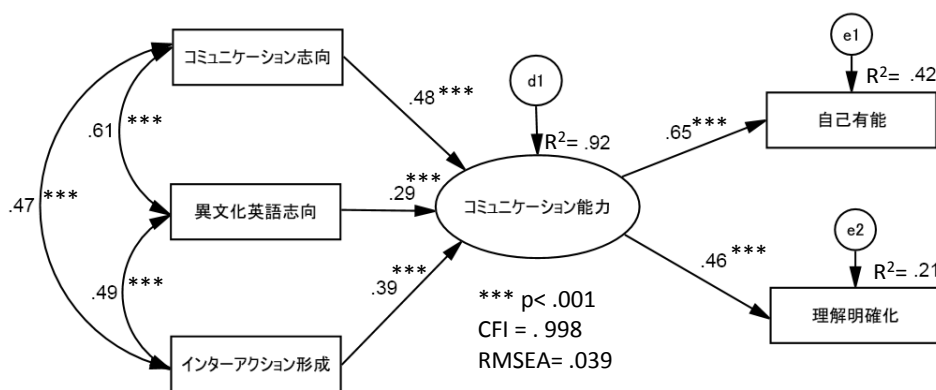 コミュニケーション志向
.48***
d1
R²= .92
e1
R²= .42
自己有能
.65***
.61 ***
.47 ***
異文化英語志向
.29***
コミュニケーション能力
e2
R²= .21
.46 ***
理解明確化
.49 ***
.39 ***
インターアクション形成
*** p< .001
CFI = . 998
RMSEA= .039